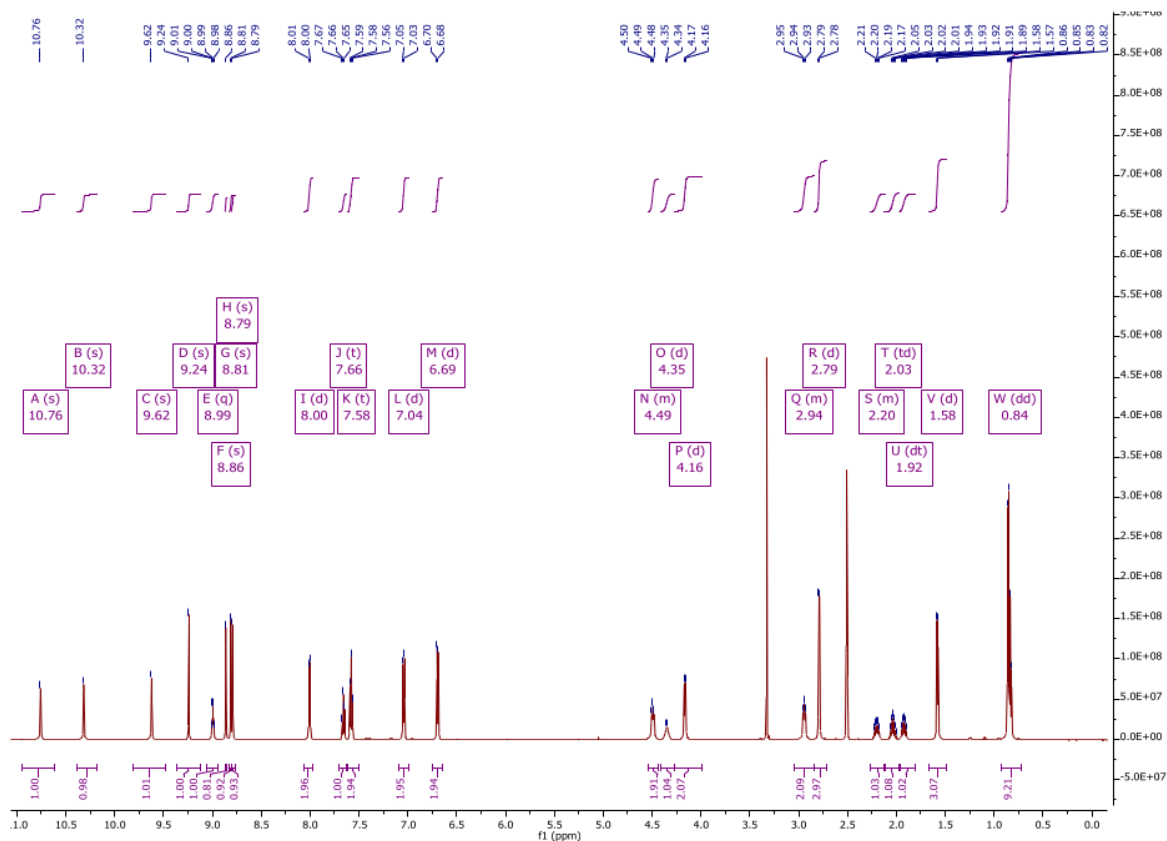 10.76
10.32
9.62
9.24
9.01
9.00
8.99
8.98
8.86
8.81
8.79
8.01
8.00
7.67
7.66
7.65
7.59
7.58
7.56
7.05
7.03
6.70
6.68
4.50
4.49
4.48
4.35
4.34
4.17
4.16
2.95
2.94
2.93
2.79
2.78
2.21
2.20
2.19
2.17
2.05
2.03
2.02
2.01
1.94
1.93
1.92
1.91
1.89
1.58
1.57
0.86
0.85
0.83
0.82
9.0E+08
8.5E+08
8.0E+08
7.5E+08
7.0E+08
6.5E+08
6.0E+08
5.5E+08
5.0E+08
4.5E+08
4.0E+08
3.5E+08
3.0E+08
2.5E+08
2.0E+08
1.5E+08
1.0E+08
5.0E+07
0.0E+00
-5.0E+07
H (s)
8.79
B (s)
10.32
D (s)
9.24
G (s)
8.81
J (t)
7.66
M (d)
6.69
O (d)
4.35
R (d)
2.79
T (td)
2.03
A (s)
10.76
C (s)
9.62
E (q)
8.99
I (d)
8.00
K (t)
7.58
L (d)
7.04
N (m)
4.49
Q (m)
2.94
S (m)
2.20
V (d)
1.58
W (dd)
0.84
F (s)
8.86
P (d)
4.16
U (dt)
1.92
1.00
0.98
1.01
1.00
1.00
0.81
0.92
0.93
1.96
1.00
1.94
1.95
1.94
1.91
1.04
2.07
2.09
2.97
1.03
1.08
1.02
3.07
9.21
1.0 10.5 10.0 9.5 9.0 8.5 8.0 7.5 7.0 6.5 6.0 5.5 5.0 4.5 4.0 3.5 3.0 2.5 2.0 1.5 1.0 0.5 0.0
f1 (ppm)